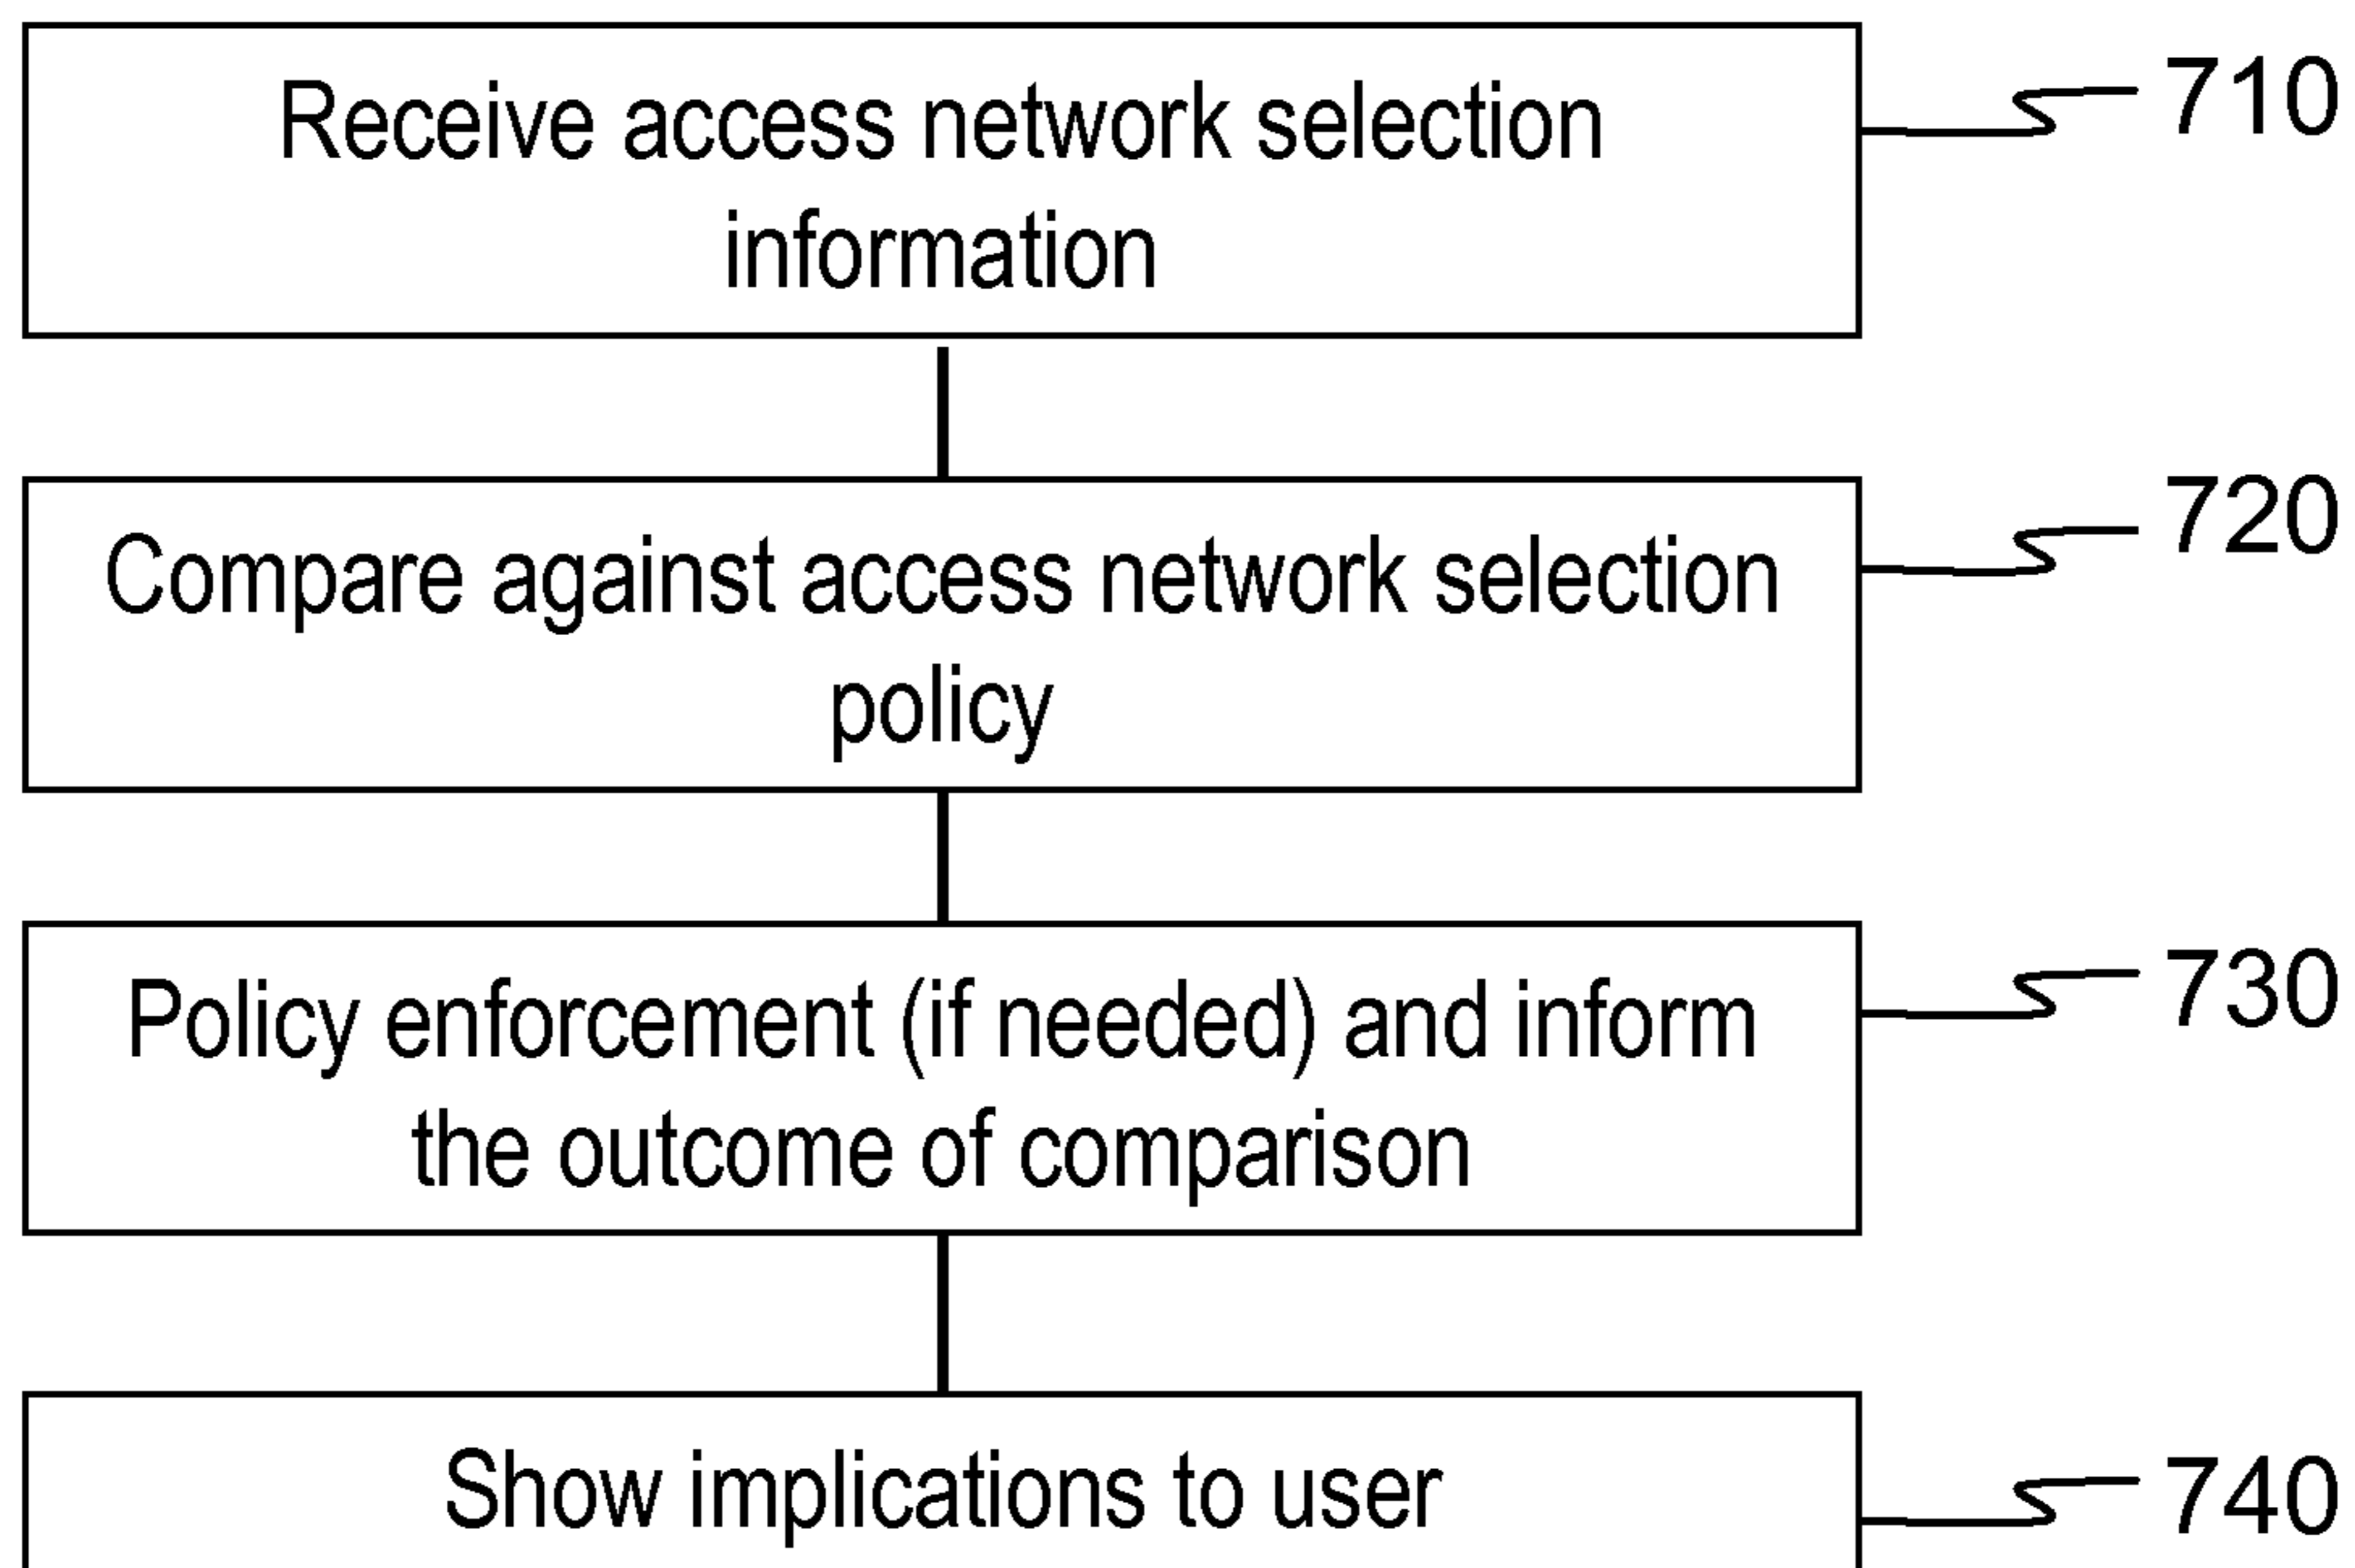 Receive access network selection
information
710
Compare against access network selection
policy
720
Policy enforcement (if needed) and inform
the outcome of comparison
730
Show implications to user
740